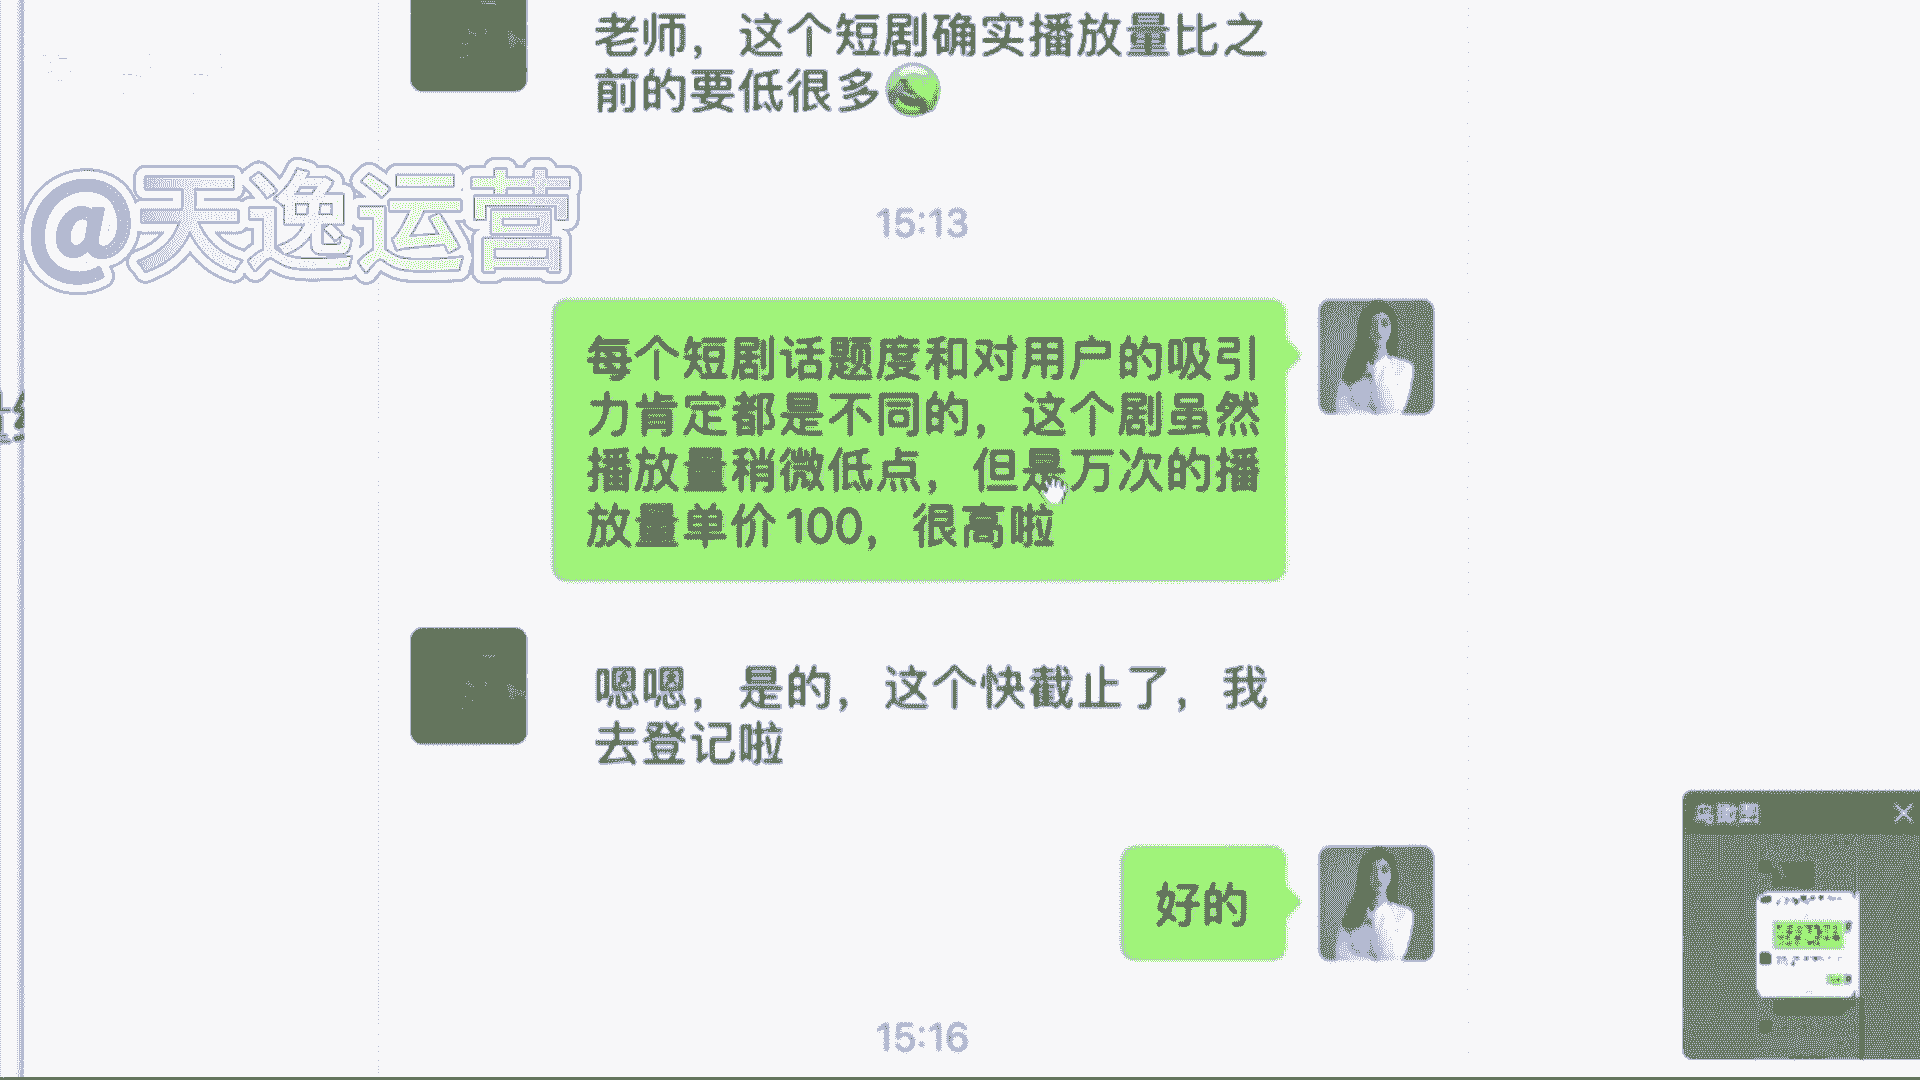 老师，这个短剧确实播放量比之
前的要低很多
@天逸运营
15:13
每个短剧话题度和对用户的吸引
力肯定都是不同的，这个剧虽然
播放量稍微低点，但是万次的播
放量单价100，很高啦
嗯嗯，是的，这个快截止了，我
去登记啦
好的
15:16